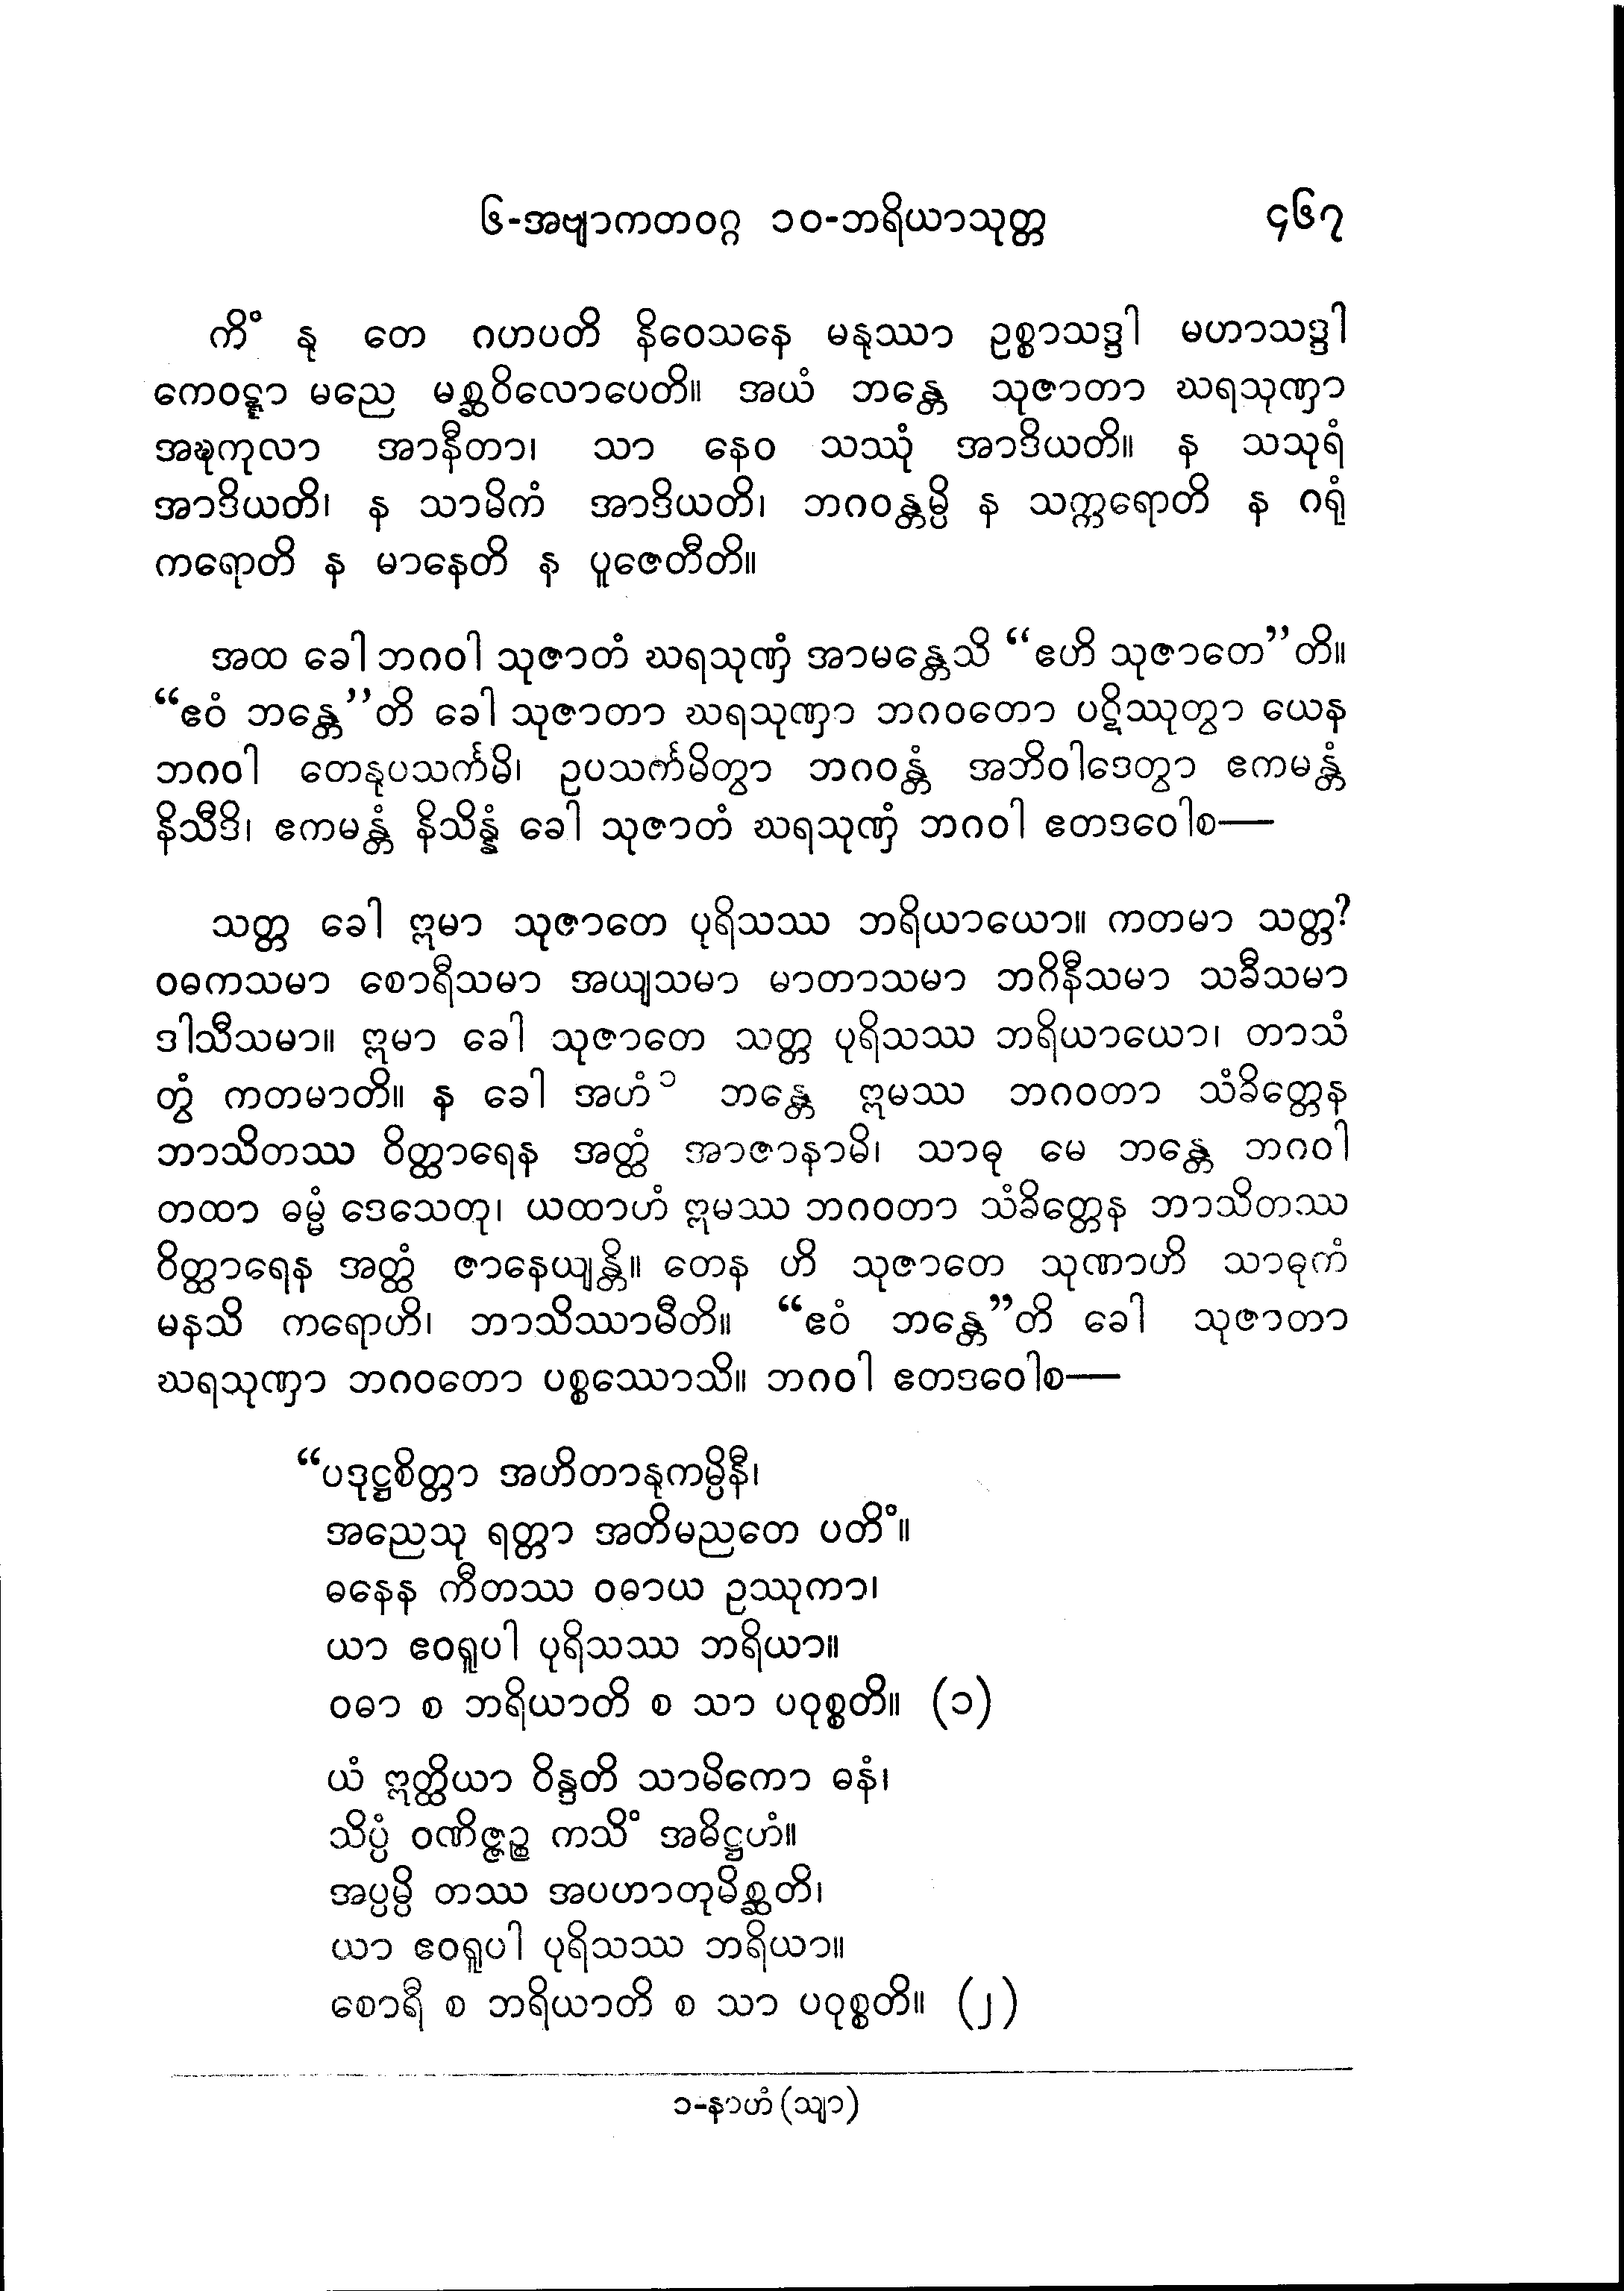 ၆-အဗျာကတဝဂ္ဂ ၁၀-ဘရိယာသုတ္တ ၄၆၇
ကိံ နု တေ ဂဟပတိ နိဝေသနေ မနုဿာ ဥစ္စာသဒ္ဒါ မဟာသဒ္ဒါ
ကေဝဋ္ဋာ မညေ မစ္ဆဝိလောပေတိ။ အယံ ဘန္တေ သုဇာတာ ဃရသုဏှာ
အဍ္ဎကုလာ အာနီတာ၊ သာ နေဝ သဿုံ အာဒိယတိ။ န သသုရံ
အာဒိယတိ၊ န သာမိကံ အာဒိယတိ၊ ဘဂဝန္တမ္ပိ န သက္ကရောတိ န ဂရုံ
ကရောတိ န မာနေတိ န ပူဇေတီတိ။
အထ ခေါ ဘဂဝါ သုဇာတံ ဃရသုဏှံ အာမန္တေသိ “ဧဟိ သုဇာတေ”တိ။
“ဧဝံ ဘန္တေ”တိ ခေါ သုဇာတာ ဃရသုဏှာ ဘဂဝတော ပဋိဿုတွာ ယေန
ဘဂဝါ တေနုပသင်္ကမိ၊ ဥပသင်္ကမိတွာ ဘဂဝန္တံ အဘိဝါဒေတွာ ဧကမန္တံ
နိသီဒိ၊ ဧကမန္တံ နိသိန္နံ ခေါ သုဇာတံ ဃရသုဏှံ ဘဂဝါ ဧတဒဝေါစ—
သတ္တ ခေါ ဣမာ သုဇာတေ ပုရိသဿ ဘရိယာယော။ ကတမာ သတ္တ?
ဝဓကသမာ စောရီသမာ အယျသမာ မာတာသမာ ဘဂိနီသမာ သခီသမာ
ဒါသီသမာ။ ဣမာ ခေါ သုဇာတေ သတ္တ ပုရိသဿ ဘရိယာယော၊ တာသံ
တွံ ကတမာတိ။ န ခေါ အဟံ ၁ ဘန္တေ ဣမဿ ဘဂဝတာ သံခိတ္တေန
ဘာသိတဿ ဝိတ္ထာရေန အတ္ထံ အာဇာနာမိ၊ သာဓု မေ ဘန္တေ ဘဂဝါ
တထာ ဓမ္မံ ဒေသေတု၊ ယထာဟံ ဣမဿ ဘဂဝတာ သံခိတ္တေန ဘာသိတဿ
ဝိတ္ထာရေန အတ္ထံ ဇာနေယျန္တိ။ တေန ဟိ သုဇာတေ သုဏာဟိ သာဓုကံ
မနသိ ကရောဟိ၊ ဘာသိဿာမီတိ။ “ဧဝံ ဘန္တေ”တိ ခေါ သုဇာတာ
ဃရသုဏှာ ဘဂဝတော ပစ္စဿောသိ။ ဘဂဝါ ဧတဒဝေါစ—
“ပဒုဋ္ဌစိတ္တာ အဟိတာနုကမ္ပိနီ၊
အညေသု ရတ္တာ အတိမညတေ ပတိံ။
ဓနေန ကီတဿ ဝဓာယ ဥဿုကာ၊
ယာ ဧဝရူပါ ပုရိသဿ ဘရိယာ။
ဝဓာ စ ဘရိယာတိ စ သာ ပဝုစ္စတိ။ (၁)
ယံ ဣတ္ထိယာ ဝိန္ဒတိ သာမိကော ဓနံ၊
သိပ္ပံ ဝဏိဇ္ဇဉ္စ ကသိံ အဓိဋ္ဌဟံ။
အပ္ပမ္ပိ တဿ အပဟာတုမိစ္ဆတိ၊
ယာ ဧဝရူပါ ပုရိသဿ ဘရိယာ။
စောရီ စ ဘရိယာတိ စ သာ ပဝုစ္စတိ။ (၂)
၁-နာဟံ (သျာ)